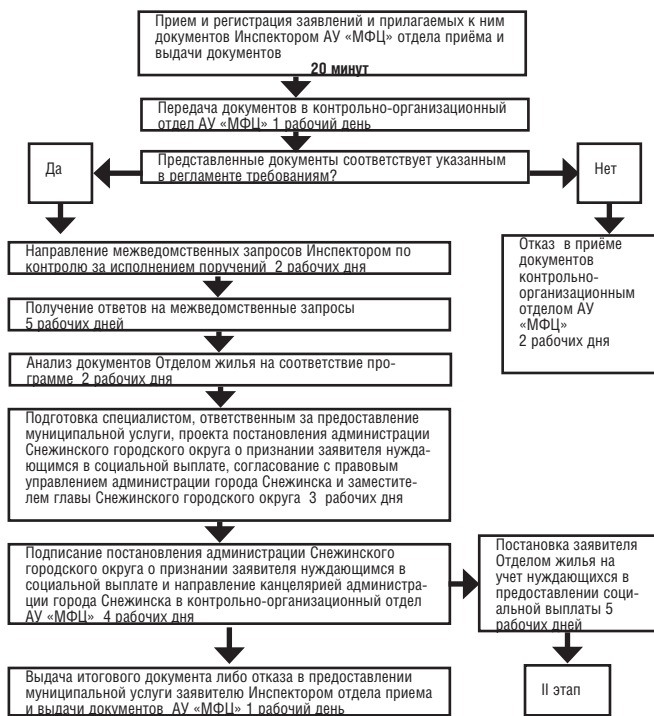 Прием и регистрация заявлений и прилагаемых к ним
документов Инспектором АУ «МФЦ» отдела приёма и
выдачи документов
20 минут
Передача документов в контрольно-организационный
отдел АУ «МФЦ» 1 рабочий день
Представленные документы соответствует указанным
в регламенте требованиям?
Да
Нет
Направление межведомственных запросов Инспектором по
контролю за исполнением поручений 2 рабочих дня
Отказ в приёме
документов
контрольно-
организационным
отделом АУ
«МФЦ»
2 рабочих дня
Получение ответов на межведомственные запросы
5 рабочих дней
Анализ документов Отделом жилья на соответствие про-
грамме 2 рабочих дня
Подготовка специалистом, ответственным за предоставление
муниципальной услуги, проекта постановления администрации
Снежинского городского округа о признании заявителя нужда-
ющимся в социальной выплате, согласование с правовым
управлением администрации города Снежинска и заместите-
лем главы Снежинского городского округа 3 рабочих дня
Подписание постановления администрации Снежинского
городского округа о признании заявителя нуждающимся в
социальной выплате и направление канцелярией администра-
ции города Снежинска в контрольно-организационный отдел
АУ «МФЦ» 4 рабочих дня
Постановка заявителя
Отделом жилья на
учет нуждающихся в
предоставлении соци-
альной выплаты 5
рабочих дней
Выдача итогового документа либо отказа в предоставлении
муниципальной услуги заявителю Инспектором отдела приема
и выдачи документов АУ «МФЦ» 1 рабочий день
II этап